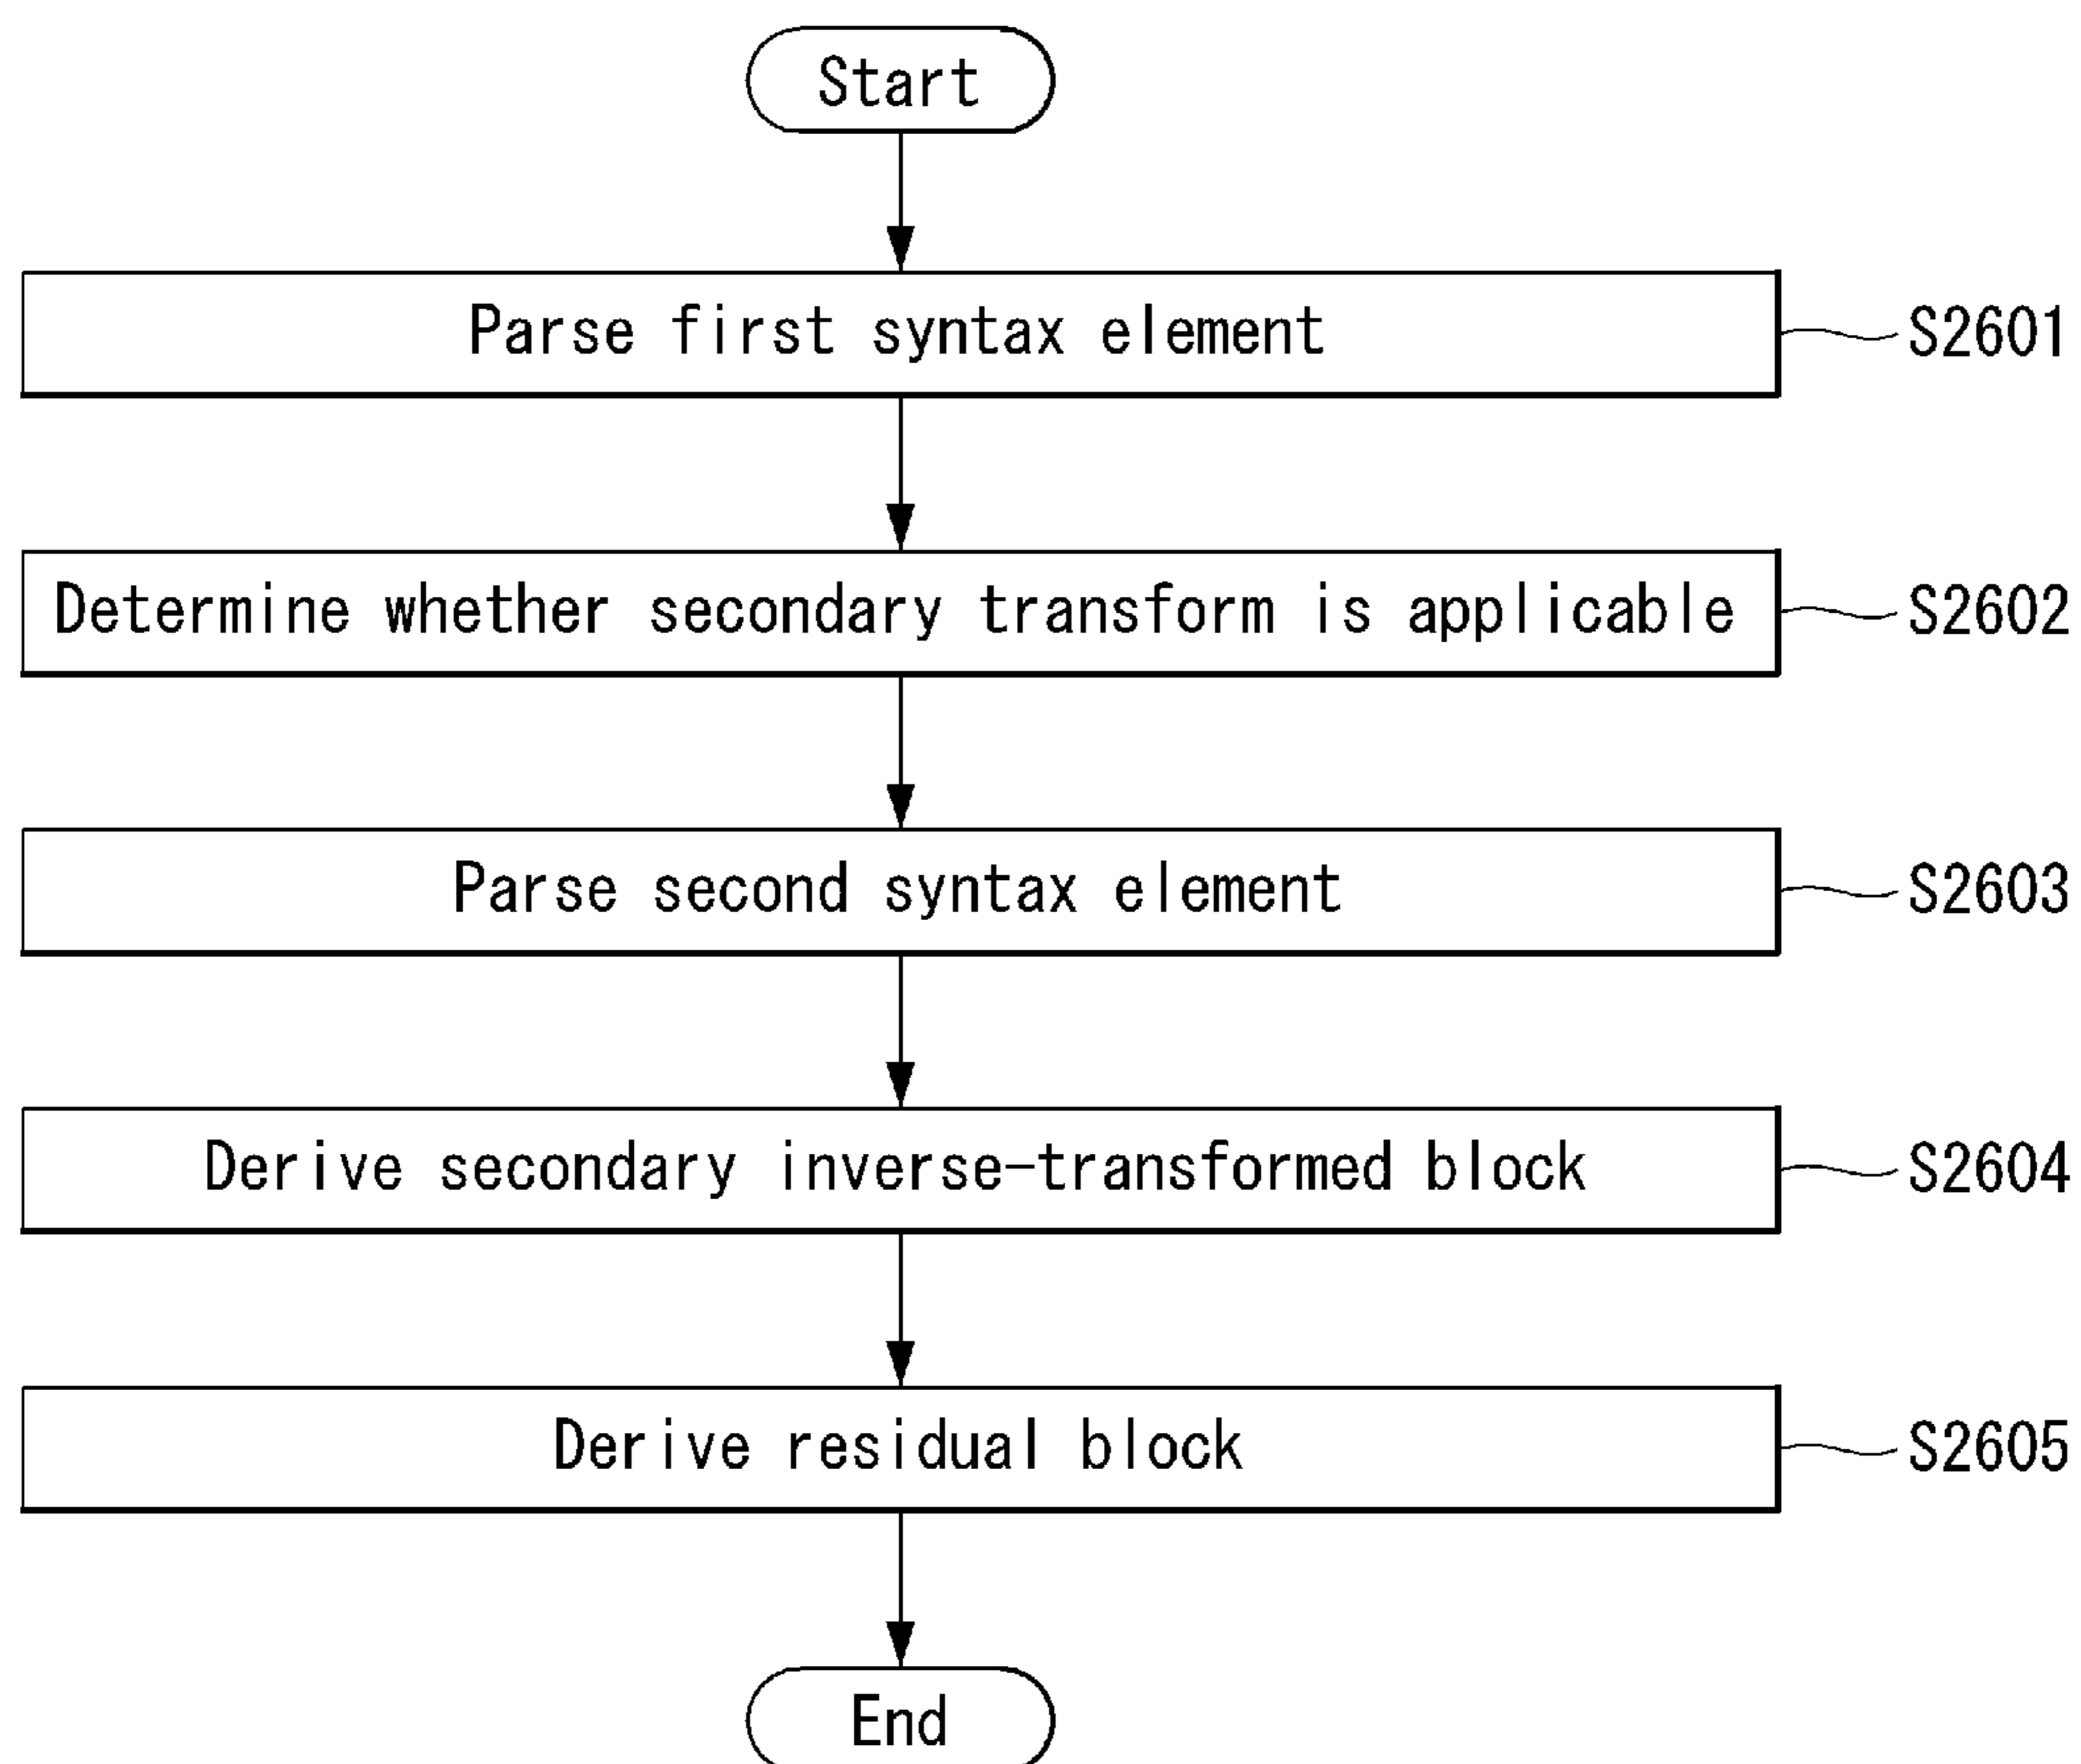 Start
Parse first syntax element
S2601
Determine whether secondary transform is applicable
S2602
Parse second syntax element
S2603
Derive secondary inverse-transformed block
S2604
Derive residual block
S2605
End